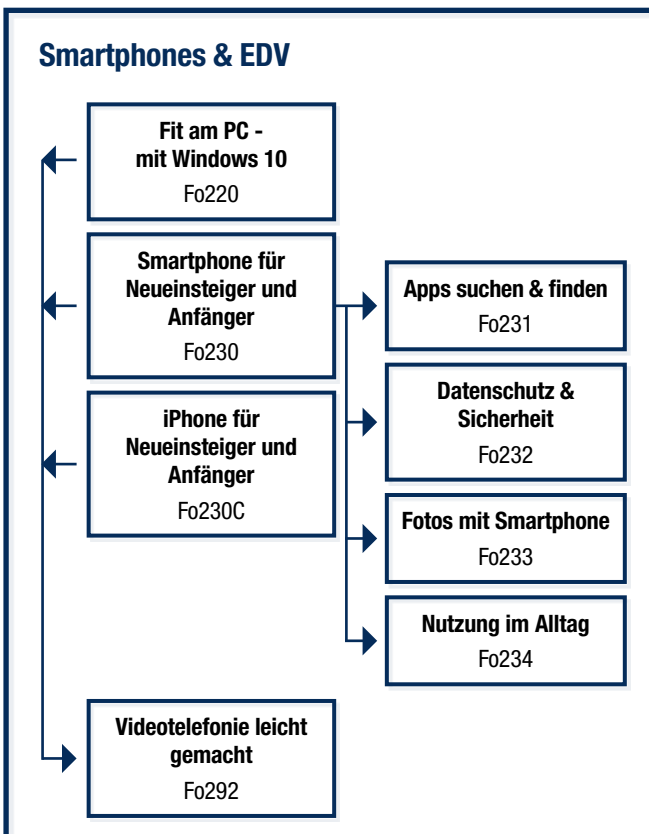 Smartphones & EDV
Fit am PC -
mit Windows 10
Fo220
Smartphone für
Neueinsteiger und
Anfänger
Fo230
Apps suchen & finden
Fo231
Datenschutz &
Sicherheit
Fo232
iPhone für
Neueinsteiger und
Anfänger
Fo230C
Fotos mit Smartphone
Fo233
Nutzung im Alltag
Fo234
Videotelefonie leicht
gemacht
Fo292